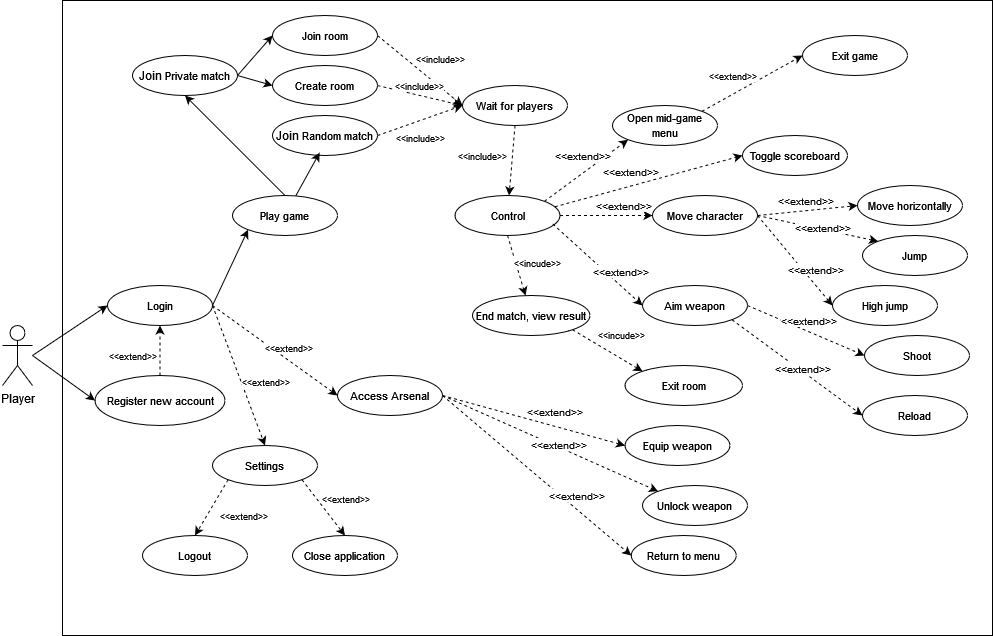 Join room
<<include>>
Exit game
Join Private match
<<extend>>
Create room
<<include>>
Wait for players
Open mid-game
menu
Join Random match
<<include>>
<<include>>
<<extend>>
Toggle scoreboard
<<extend>>
Play game
Control
<<extend>>
Move character
<<extend>>
Move horizontally
<<extend>>
Jump
<<incude>>
<<extend>>
<<extend>>
Login
End match, view result
Aim weapon
High jump
<<extend>>
<<incude>>
<<extend>>
<<extend>>
Shoot
Player
Register new account
<<extend>>
Access Arsenal
Exit room
<<extend>>
Reload
<<extend>>
<<extend>>
Equip weapon
Settings
<<extend>>
<<extend>>
<<extend>>
Unlock weapon
<<extend>>
Logout
Close application
Return to menu